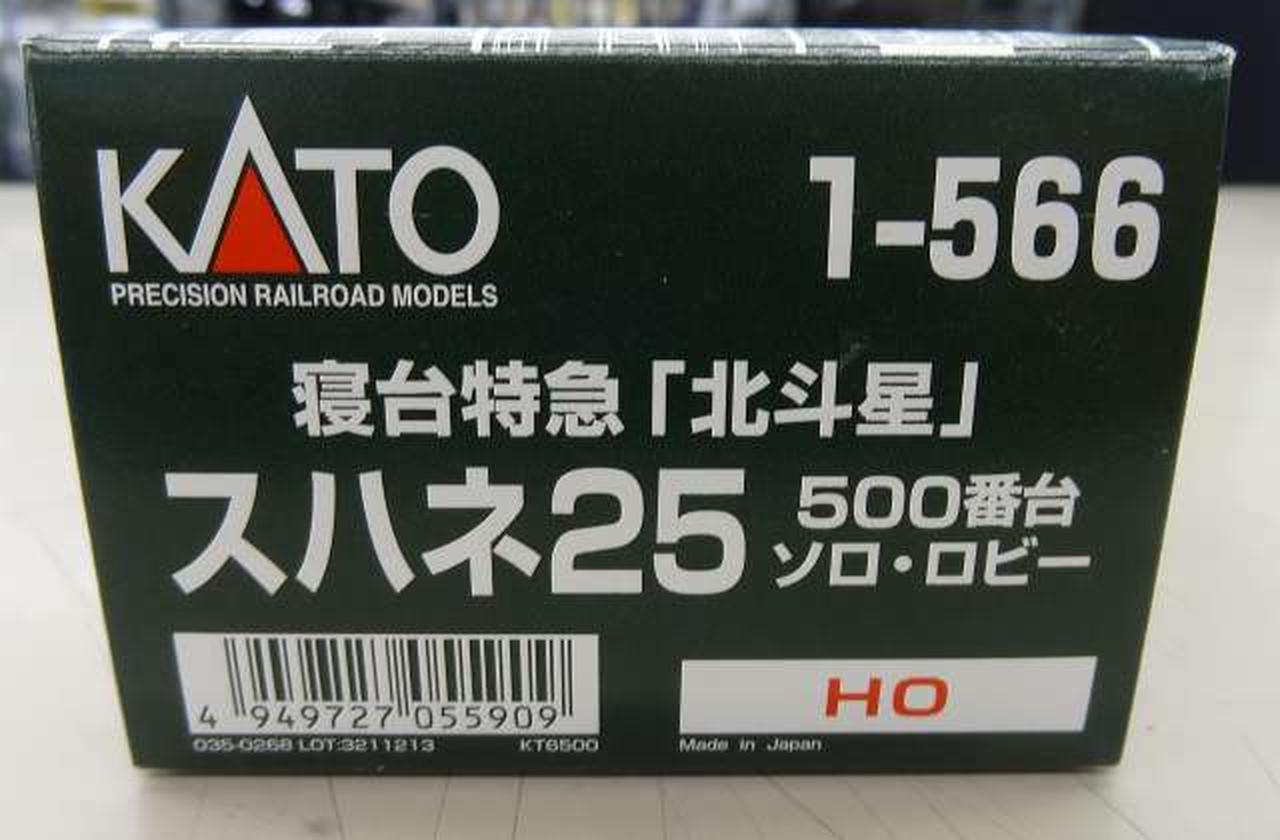 KATO
PRECISION RAILROAD MODELS
1-566
寝台特急「北斗星」
スハネ25
500番台
ソロ・ロビー
4 949727 055909
035-0268 LOT:3211213
KT6500
HO
Made in Japan